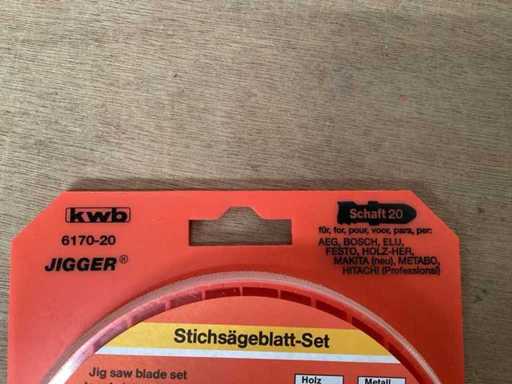 kwb
6170-20
JIGGER®
Schaft 20
für, for, pour, voor, para, per:
AEG, BOSCH, ELU,
FESTO, HOLZ-HER,
MAKITA (neu), METABO,
HITACHI (Professional)
Stichsägeblatt-Set
Jig saw blade set
Holz
Metall